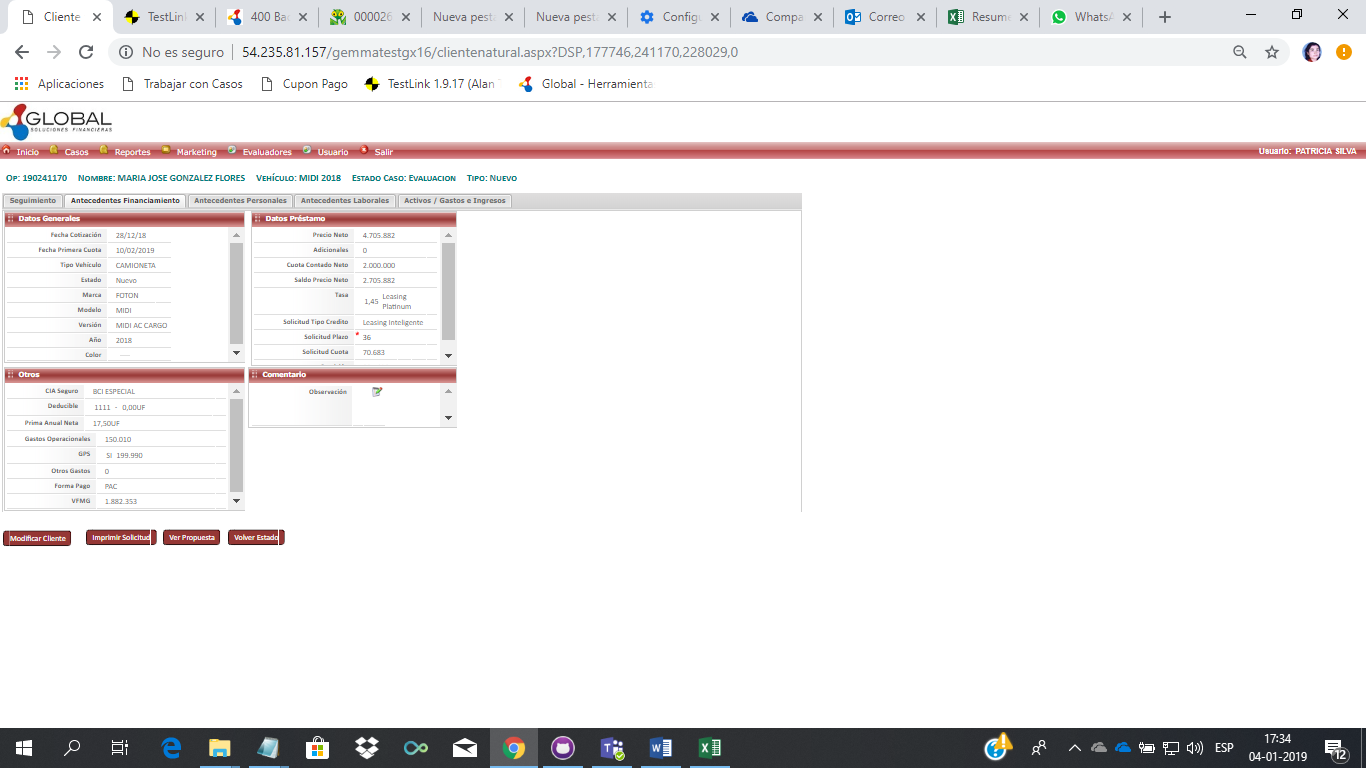 Cliente
TestLink
400 Bac
000026
Nueva pest
Nueva pest
Config
Compa
Correo
Resum
WhatsA
No es seguro | 54.235.81.157/gemmatestgx16/clientenatural.aspx?DSP,177746,241170,228029,0
Aplicaciones
Trabajar con Casos
Cupon Pago
TestLink 1.9.17 (Alan
Global - Herramienta
GLOBAL
SOLUCIONES FINANCIERAS
Inicio Casos Reportes Marketing Evaluadores Usuario Salir
Usuario: PATRICIA SILVA
Op: 190241170 Nombre: MARIA JOSE GONZALEZ FLORES Vehículo: MIDI 2018 Estado Caso: Evaluacion Tipo: Nuevo
Seguimiento
Antecedentes Financiamiento
Antecedentes Personales
Antecedentes Laborales
Activos / Gastos e Ingresos
Datos Generales
Fecha Cotización 28/12/18
Fecha Primera Cuota 10/02/2019
Tipo Vehículo CAMIONETA
Estado Nuevo
Marca FOTON
Modelo MIDI
Versión MIDI AC CARGO
Año 2018
Color -----
Datos Préstamo
Precio Neto 4.705.882
Adicionales 0
Cuota Contado Neto 2.000.000
Saldo Precio Neto 2.705.882
Tasa 1,45 Leasing
Platinum
Solicitud Tipo Credito Leasing Inteligente
Solicitud Plazo * 36
Solicitud Cuota 70.683
Otros
CIA Seguro BCI ESPECIAL
Deducible 1111 - 0,00UF
Prima Anual Neta 17,50UF
Gastos Operacionales 150.010
GPS SI 199.990
Otros Gastos 0
Forma Pago PAC
VFMG 1.882.353
Comentario
Observación
Modificar Cliente
Imprimir Solicitud
Ver Propuesta
Volver Estado
ESP
17:34
04-01-2019
12